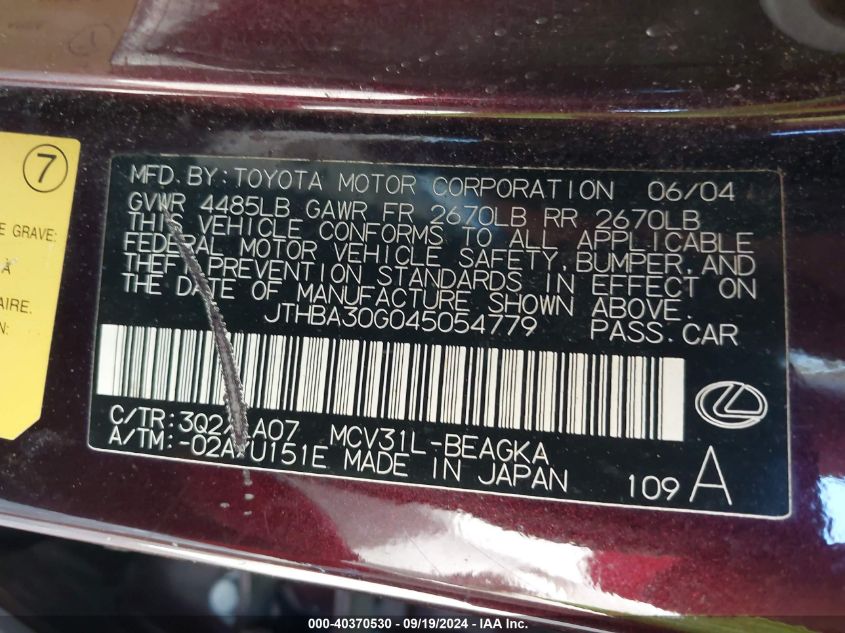 7
E GRAVE:
A
AIRE.
N:
MFD. BY: TOYOTA MOTOR CORPORATION 06/04
GVWR 4485LB GAWR FR 2670LB RR 2670LB
THIS VEHICLE CONFORMS TO ALL APPLICABLE
FEDERAL MOTOR VEHICLE SAFETY, BUMPER, AND
THEFT PREVENTION STANDARDS IN EFFECT ON
THE DATE OF MANUFACTURE SHOWN ABOVE.
JTHBA30G045054779 PASS. CAR
C/TR: A07 MCV31L-BEAGKA
A/TM: U151E MADE IN JAPAN
109 A
000-40370530 - 09/19/2024 - IAAI.COM